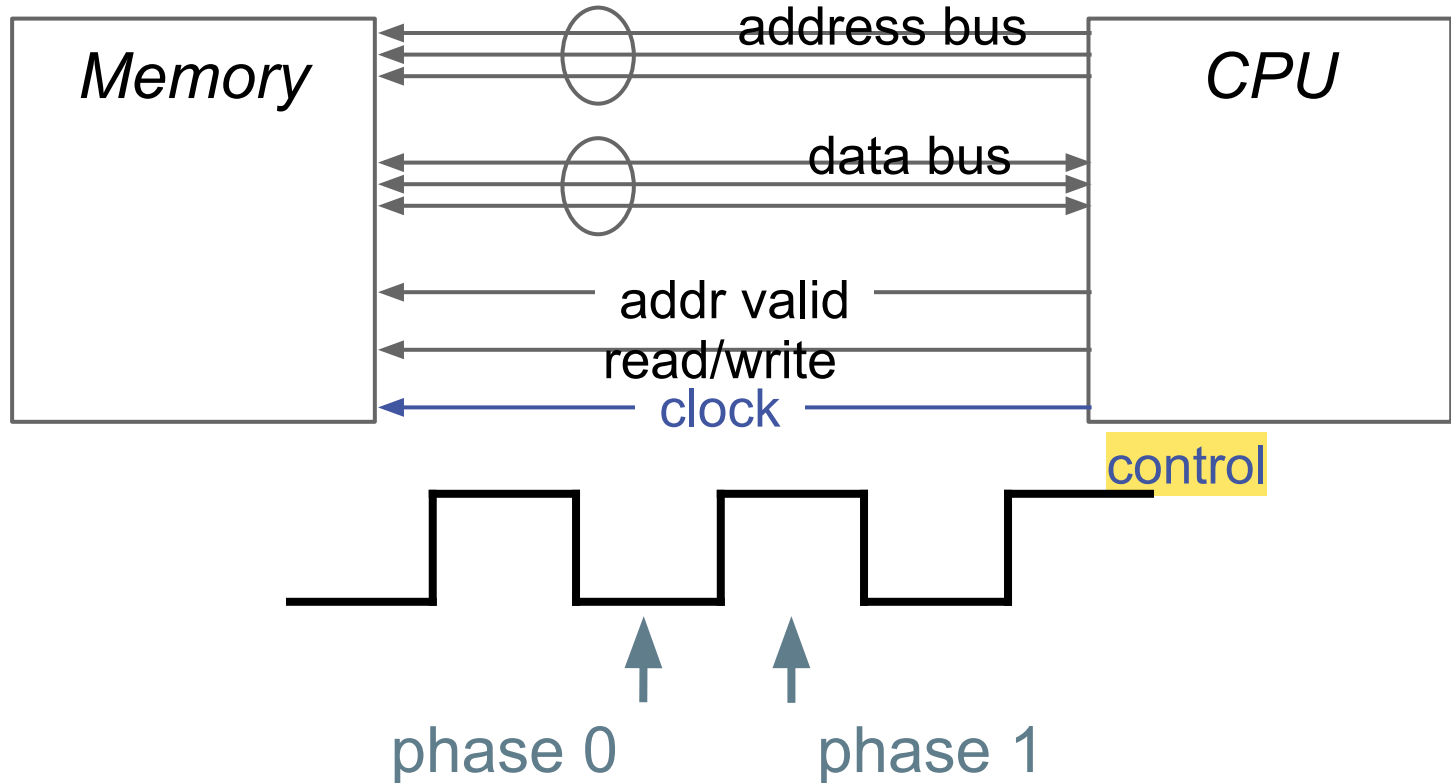 address bus
Memory
CPU
data bus
addr valid
read/write
clock
control
phase 0
phase 1